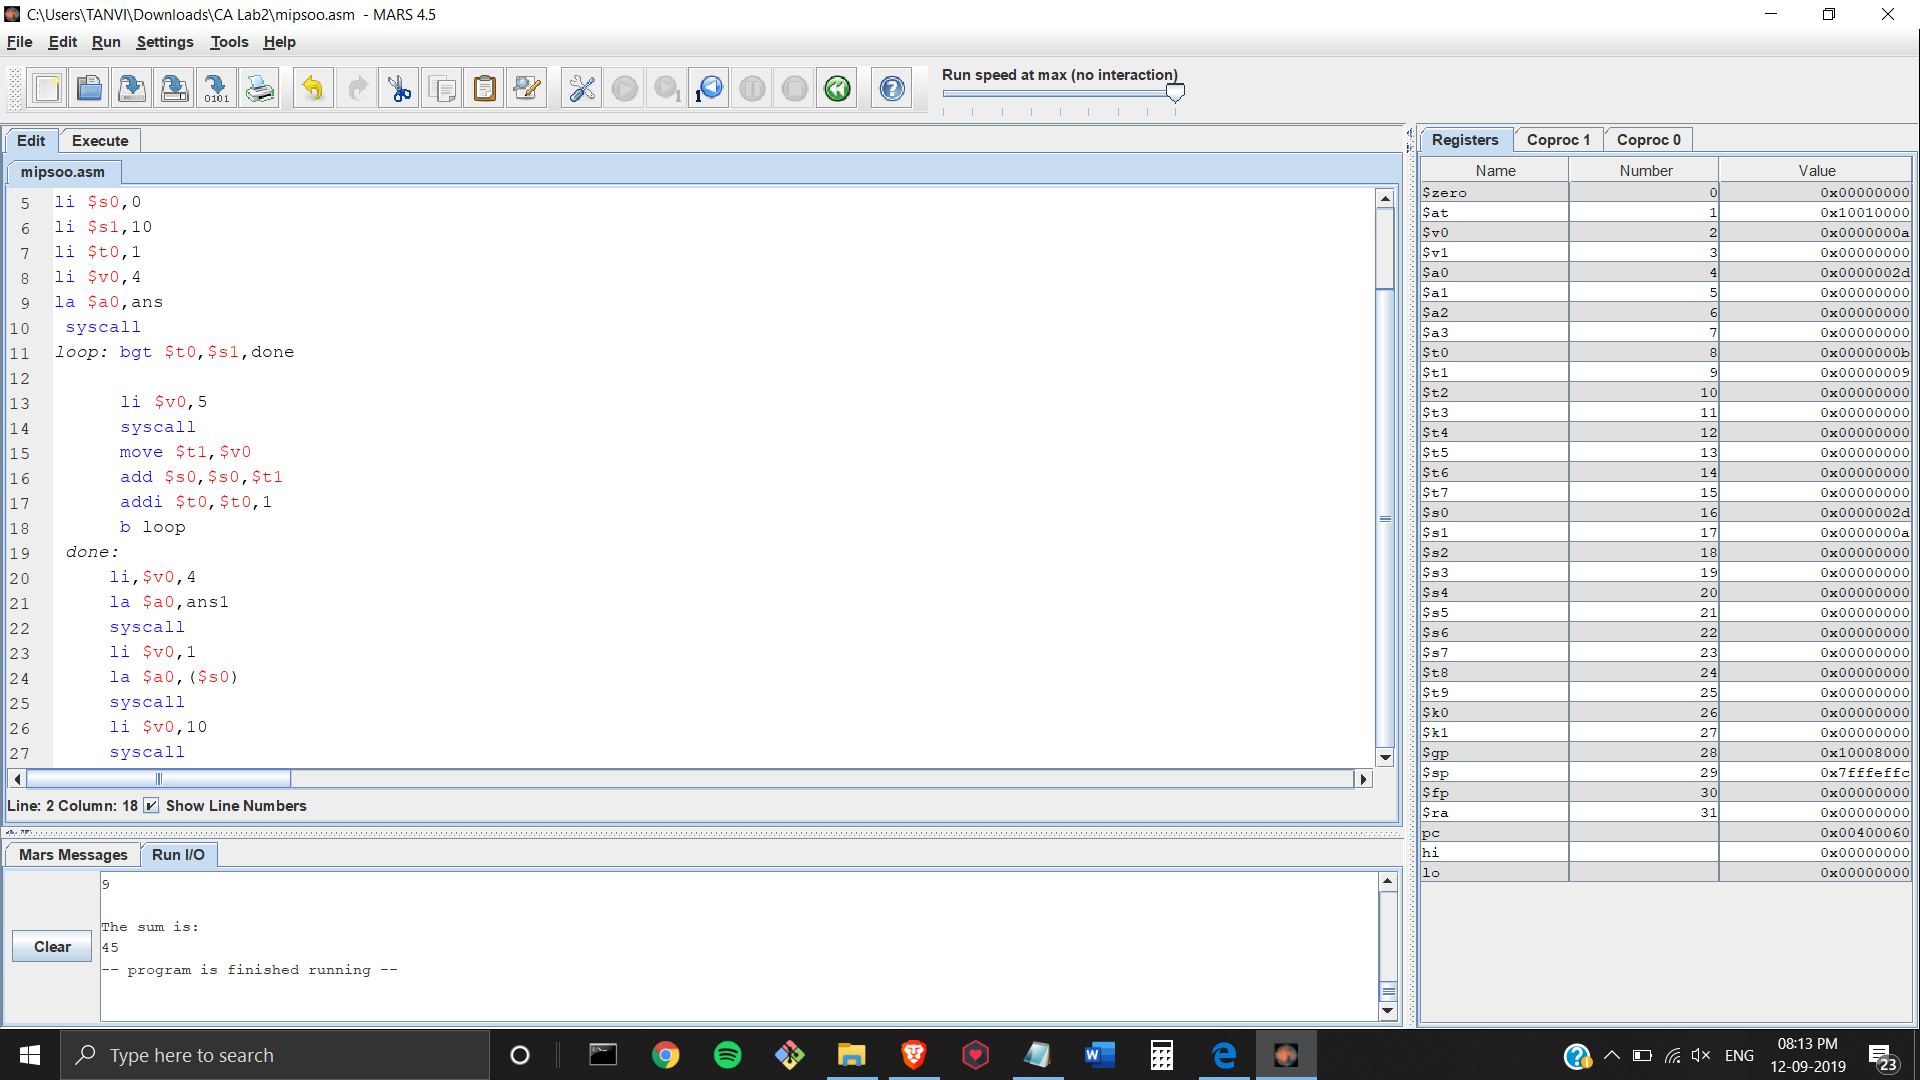 C:\Users\TANVI\Downloads\CA Lab2\mipsoo.asm - MARS 4.5
File Edit Run Settings Tools Help
Run speed at max (no interaction)
Edit Execute
mipsoo.asm
5 li $s0,0
6 li $s1,10
7 li $t0,1
8 li $v0,4
9 la $a0,ans
10 syscall
11 loop: bgt $t0,$s1,done
12
13 li $v0,5
14 syscall
15 move $t1,$v0
16 add $s0,$s0,$t1
17 addi $t0,$t0,1
18 b loop
19 done:
20 li,$v0,4
21 la $a0,ans1
22 syscall
23 li $v0,1
24 la $a0,($s0)
25 syscall
26 li $v0,10
27 syscall
Line: 2 Column: 18 Show Line Numbers
Mars Messages Run I/O
Clear
9
The sum is:
45
-- program is finished running --
Registers Coproc 1 Coproc 0
Name Number Value
$zero 0 0x00000000
$at 1 0x10010000
$v0 2 0x0000000a
$v1 3 0x00000000
$a0 4 0x0000002d
$a1 5 0x00000000
$a2 6 0x00000000
$a3 7 0x00000000
$t0 8 0x0000000b
$t1 9 0x00000009
$t2 10 0x00000000
$t3 11 0x00000000
$t4 12 0x00000000
$t5 13 0x00000000
$t6 14 0x00000000
$t7 15 0x00000000
$s0 16 0x0000002d
$s1 17 0x0000000a
$s2 18 0x00000000
$s3 19 0x00000000
$s4 20 0x00000000
$s5 21 0x00000000
$s6 22 0x00000000
$s7 23 0x00000000
$t8 24 0x00000000
$t9 25 0x00000000
$k0 26 0x00000000
$k1 27 0x00000000
$gp 28 0x10008000
$sp 29 0x7fffeffc
$fp 30 0x00000000
$ra 31 0x00000000
pc 0x00400060
hi 0x00000000
lo 0x00000000
Type here to search
ENG
08:13 PM
12-09-2019
23